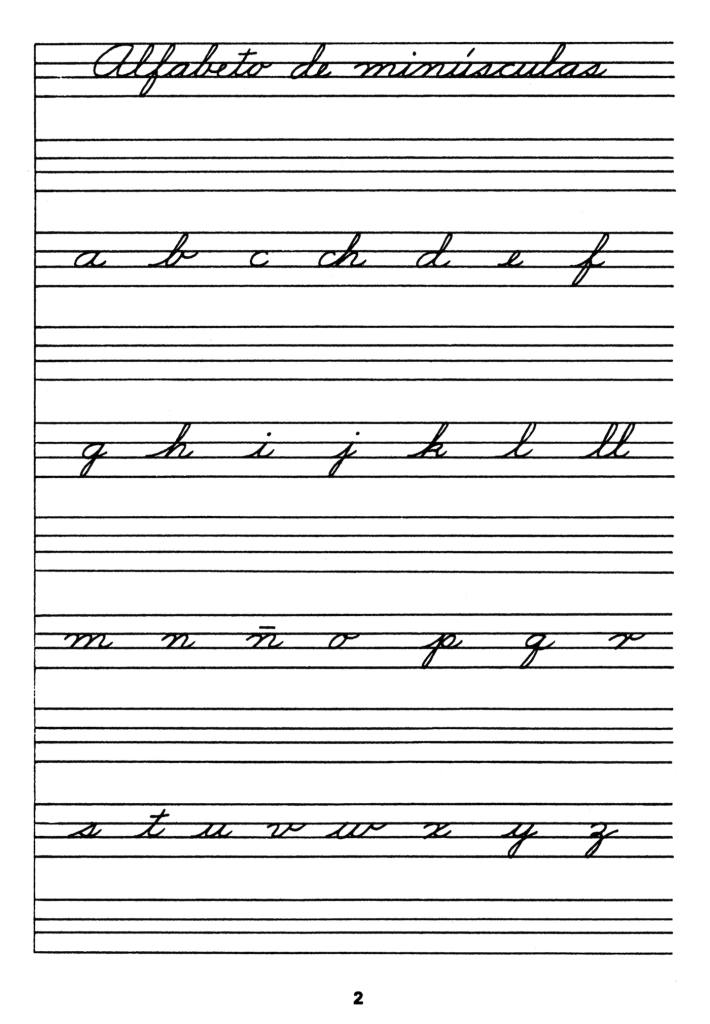 Alfabeto de minúsculas
a b c ch d e f
g h i j k l ll
m n ñ o p q r
s t u v w x y z
2